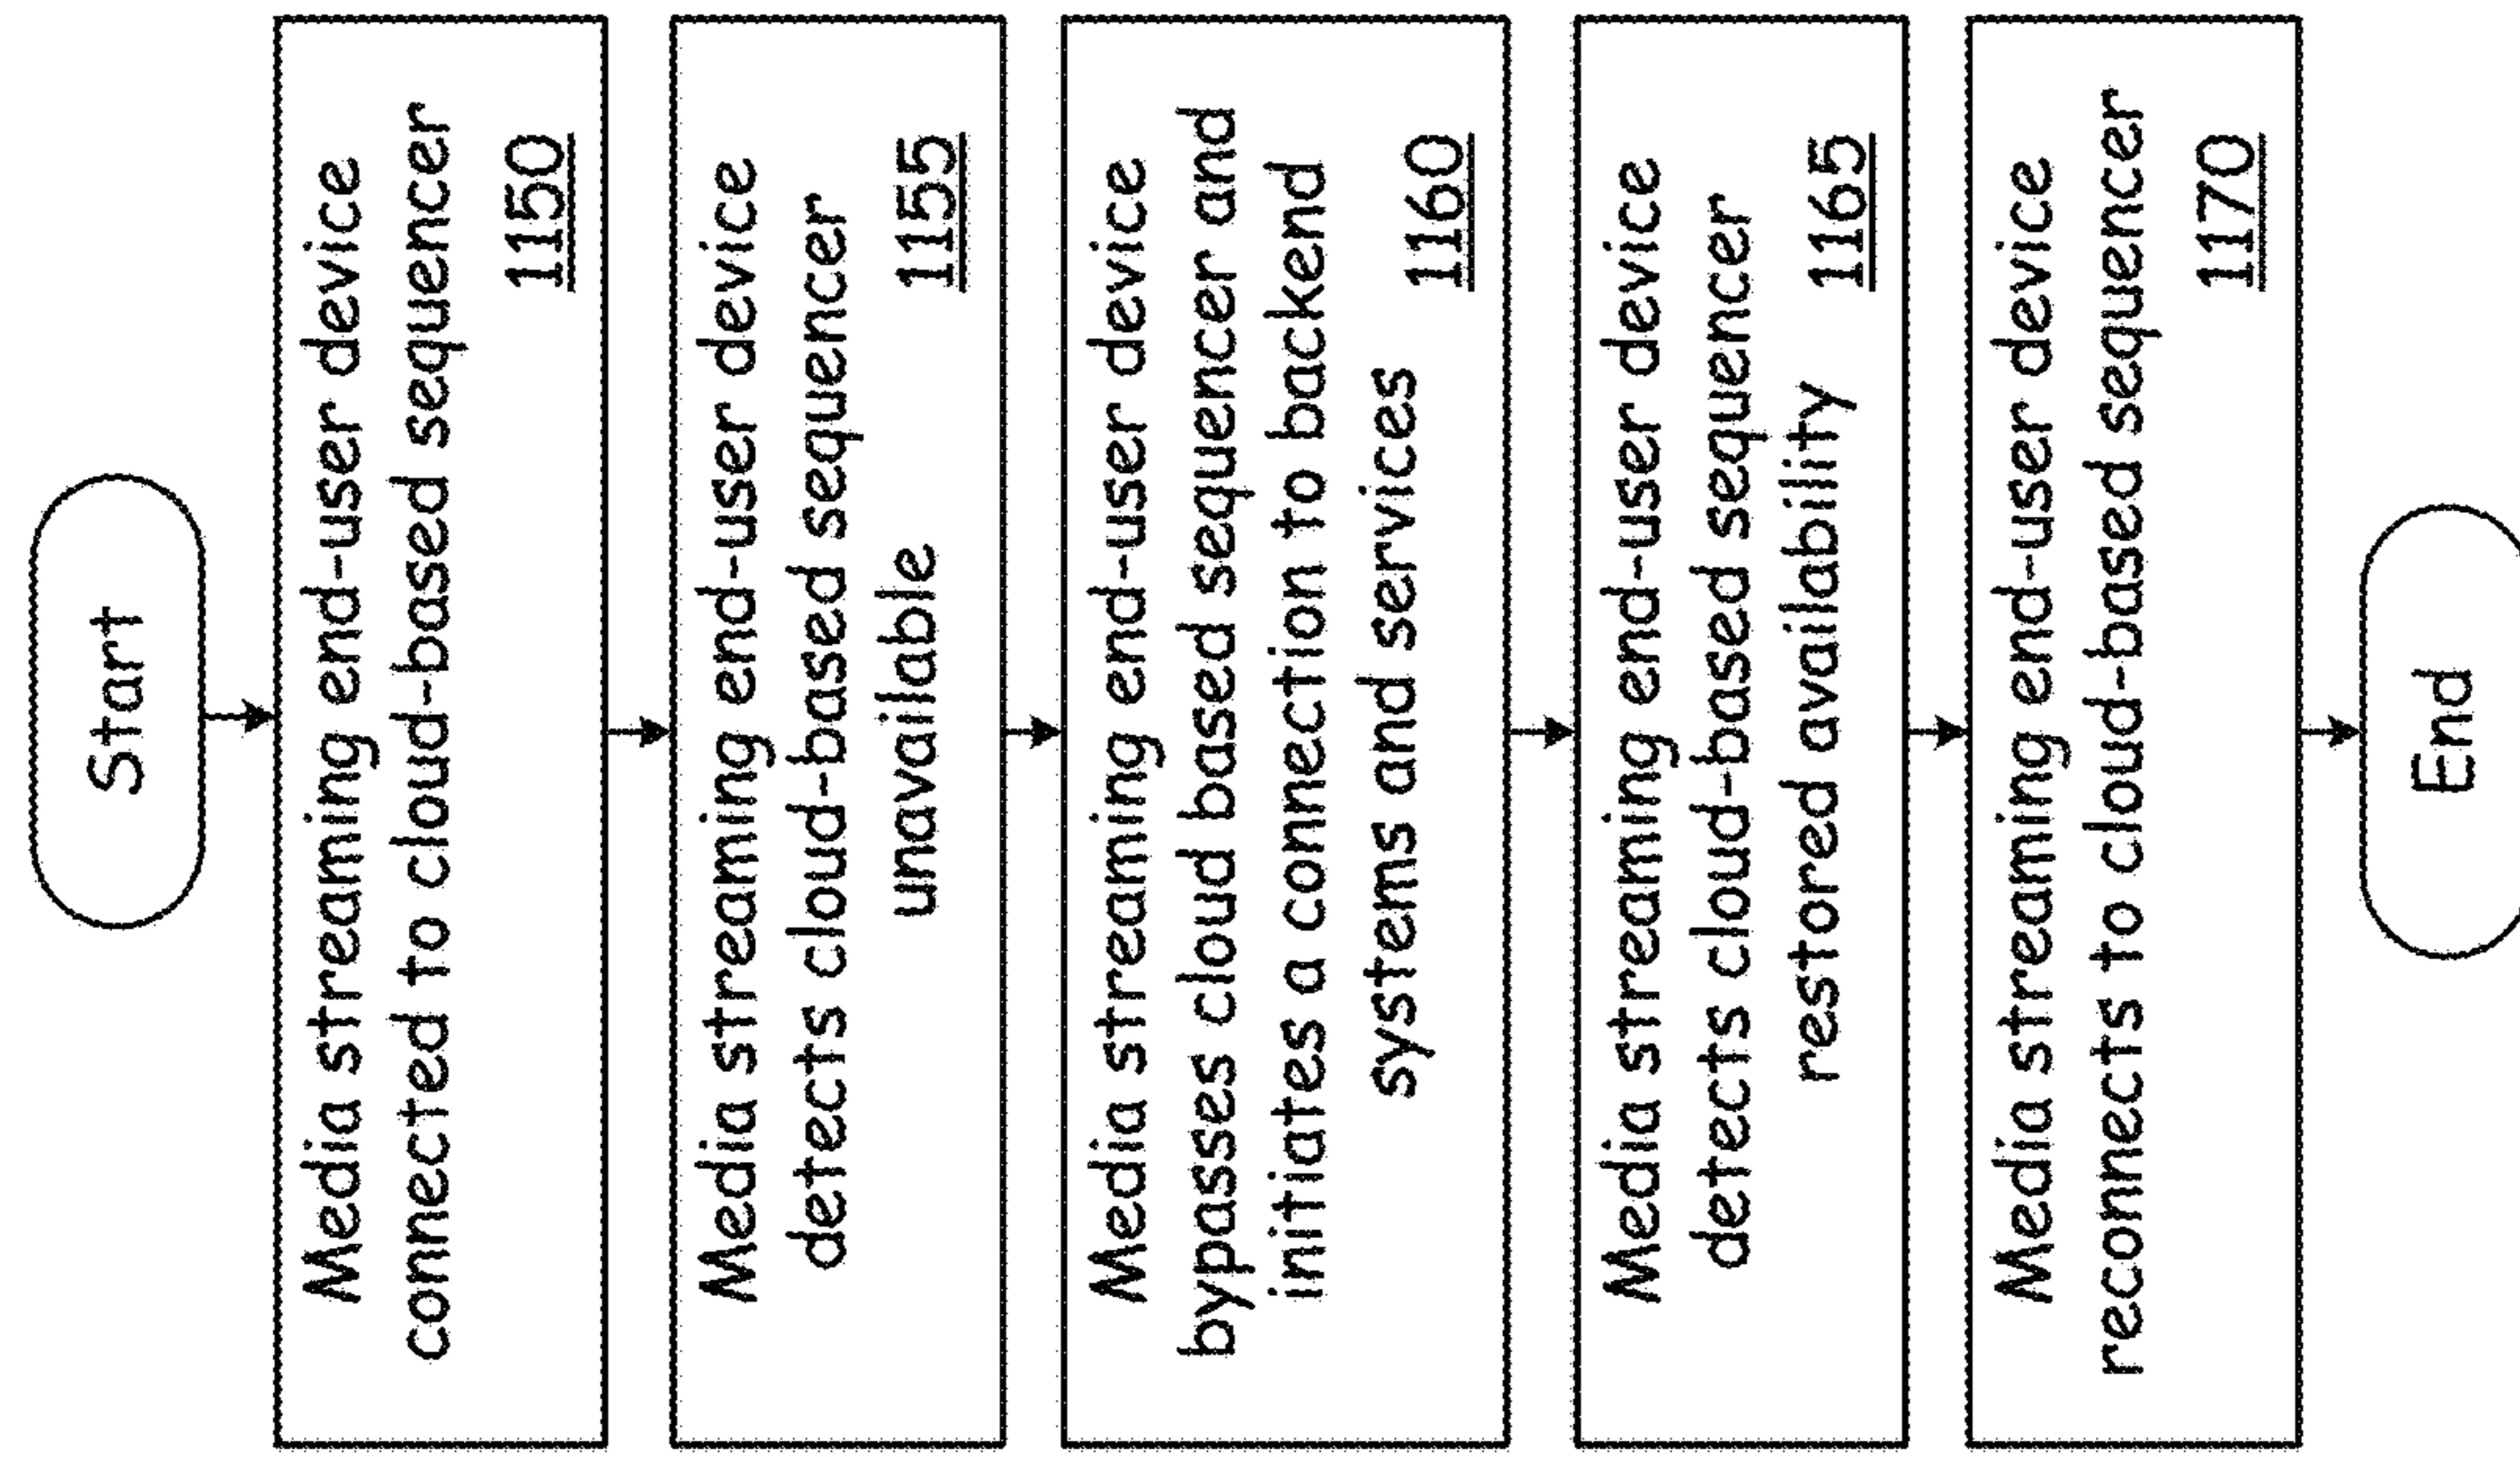 Start
Media streaming end-user device
connected to cloud-based sequencer
1150
Media streaming end-user device
detects cloud-based sequencer
unavailable
1155
Media streaming end-user device
bypasses cloud based sequencer and
initiates a connection to backend
systems and services
1160
Media streaming end-user device
detects cloud-based sequencer
restored availability
1165
Media streaming end-user device
reconnects to cloud-based sequencer
1170
End